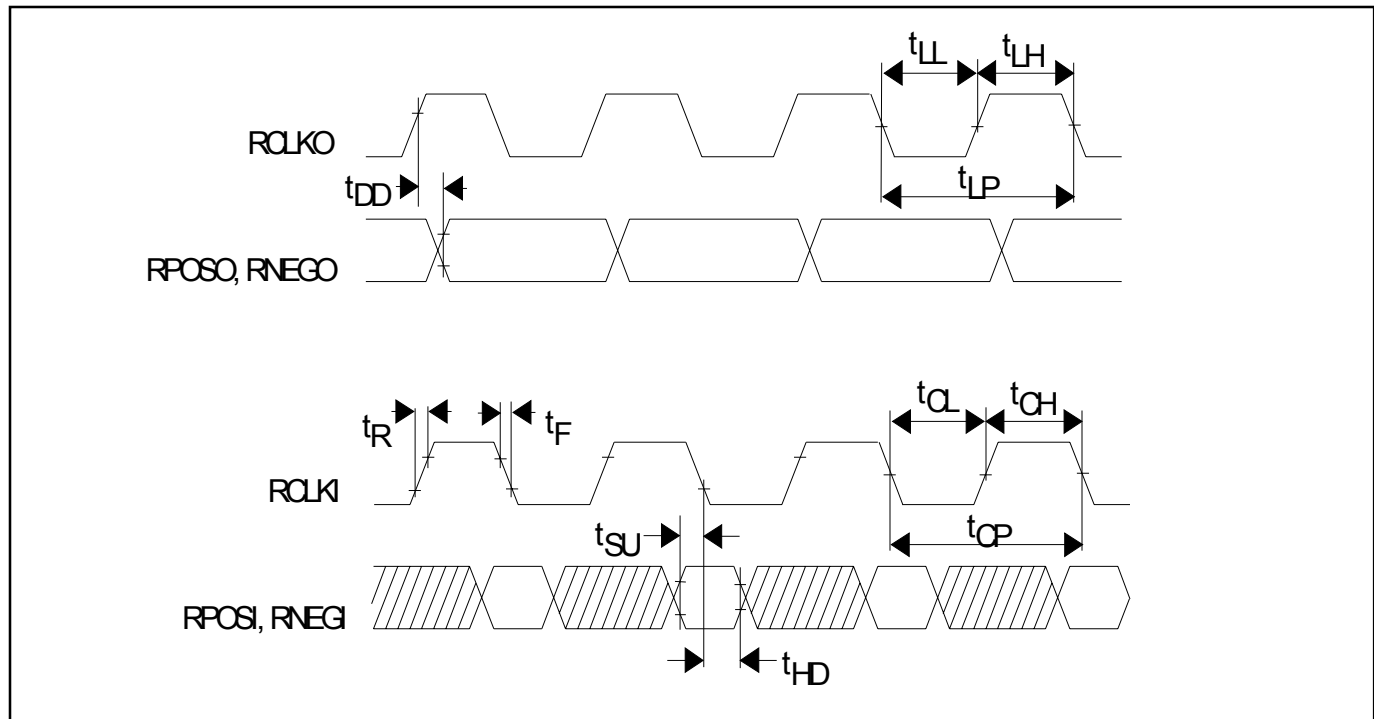 tLL tLH
RCLKO
tDD tLP
RPOSO, RNEGO
tCL tCH
tR tF
RCLKI
tSU tCP
RPOSI, RNEGI
tHD